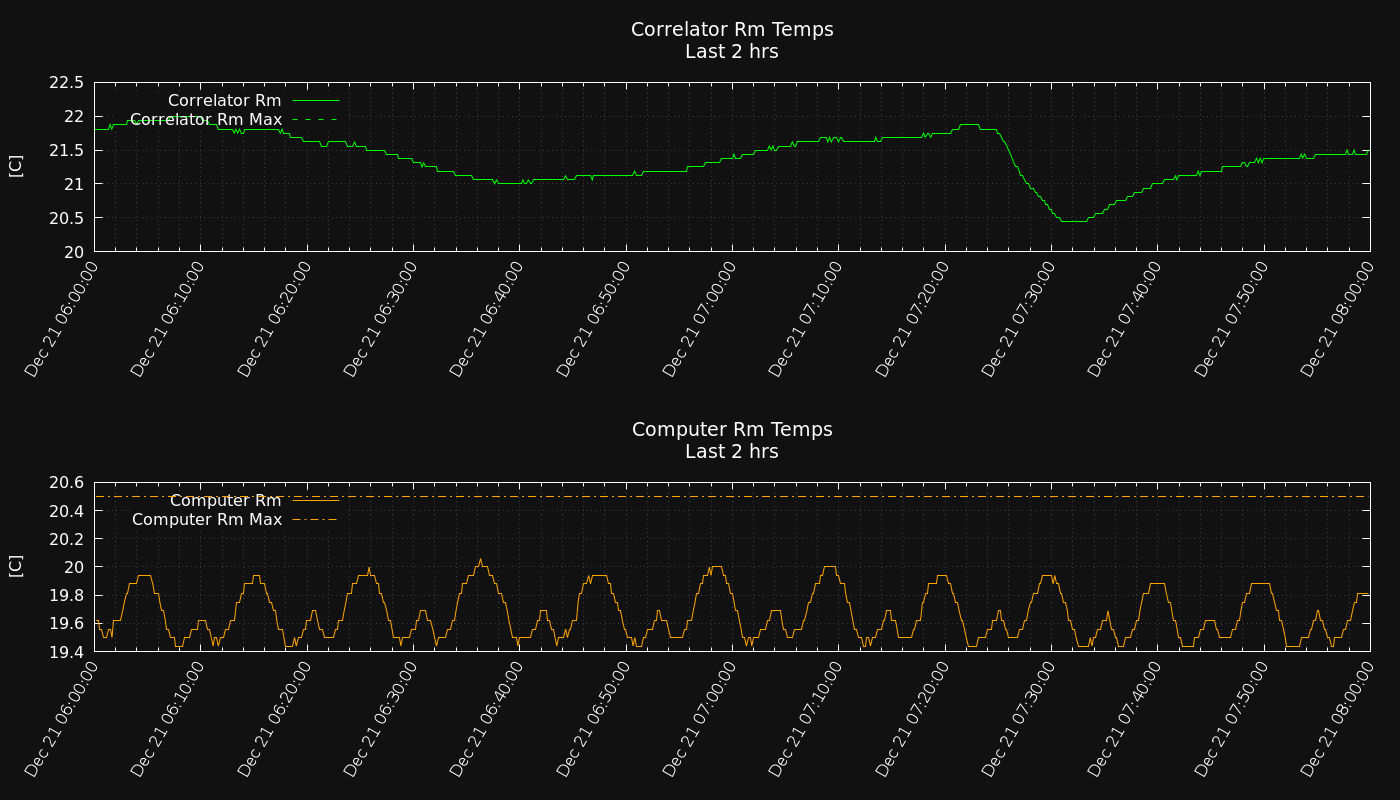 Correlator Rm Temps
Last 2 hrs
22.5
22
21.5
21
20.5
20
[C]
Correlator Rm
Correlator Rm Max
Dec 21 06:00:00
Dec 21 06:10:00
Dec 21 06:20:00
Dec 21 06:30:00
Dec 21 06:40:00
Dec 21 06:50:00
Dec 21 07:00:00
Dec 21 07:10:00
Dec 21 07:20:00
Dec 21 07:30:00
Dec 21 07:40:00
Dec 21 07:50:00
Dec 21 08:00:00
Computer Rm Temps
Last 2 hrs
20.6
20.4
20.2
20
19.8
19.6
19.4
[C]
Computer Rm
Computer Rm Max
Dec 21 06:00:00
Dec 21 06:10:00
Dec 21 06:20:00
Dec 21 06:30:00
Dec 21 06:40:00
Dec 21 06:50:00
Dec 21 07:00:00
Dec 21 07:10:00
Dec 21 07:20:00
Dec 21 07:30:00
Dec 21 07:40:00
Dec 21 07:50:00
Dec 21 08:00:00